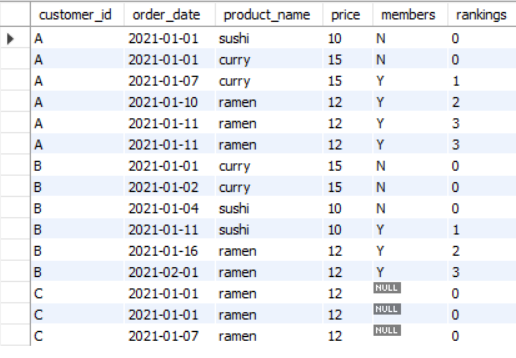 customer_id order_date product_name price members rankings
A 2021-01-01 sushi 10 N 0
A 2021-01-01 curry 15 N 0
A 2021-01-07 curry 15 Y 1
A 2021-01-10 ramen 12 Y 2
A 2021-01-11 ramen 12 Y 3
A 2021-01-11 ramen 12 Y 3
B 2021-01-01 curry 15 N 0
B 2021-01-02 curry 15 N 0
B 2021-01-04 sushi 10 N 0
B 2021-01-11 sushi 10 Y 1
B 2021-01-16 ramen 12 Y 2
B 2021-02-01 ramen 12 Y 3
C 2021-01-01 ramen 12 NULL 0
C 2021-01-01 ramen 12 NULL 0
C 2021-01-07 ramen 12 NULL 0